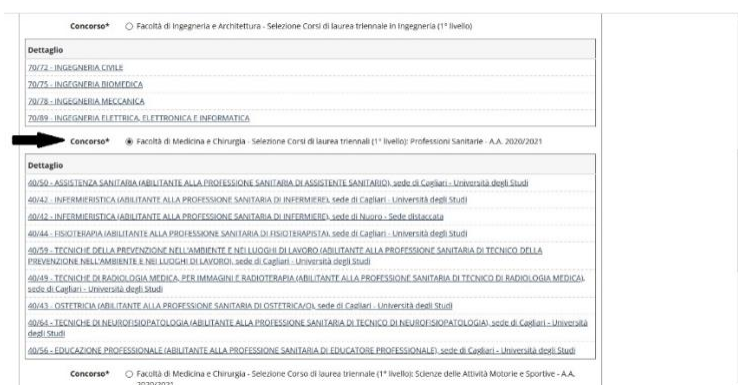 Concorso* Facoltà di Ingegneria e Architettura - Selezione Corsi di laurea triennale in Ingegneria (1° livello)
Dettaglio
70/72 - INGEGNERIA CIVILE
70/75 - INGEGNERIA BIOMEDICA
70/78 - INGEGNERIA MECCANICA
70/89 - INGEGNERIA ELETTRICA, ELETTRONICA E INFORMATICA
Concorso* Facoltà di Medicina e Chirurgia - Selezione Corsi di laurea triennali (1° livello): Professioni Sanitarie - A.A. 2020/2021
Dettaglio
40/50 - ASSISTENZA SANITARIA (ABILITANTE ALLA PROFESSIONE SANITARIA DI ASSISTENTE SANITARIO), sede di Cagliari - Università degli Studi
40/42 - INFERMIERISTICA (ABILITANTE ALLA PROFESSIONE SANITARIA DI INFERMIERE), sede di Cagliari - Università degli Studi
40/42 - INFERMIERISTICA (ABILITANTE ALLA PROFESSIONE SANITARIA DI INFERMIERE), sede di Nuoro - Sede distaccata
40/44 - FISIOTERAPIA (ABILITANTE ALLA PROFESSIONE SANITARIA DI FISIOTERAPISTA), sede di Cagliari - Università degli Studi
40/59 - TECNICHE DELLA PREVENZIONE NELL'AMBIENTE E NEI LUOGHI DI LAVORO (ABILITANTE ALLA PROFESSIONE SANITARIA DI TECNICO DELLA
PREVENZIONE NELL'AMBIENTE E NEI LUOGHI DI LAVORO), sede di Cagliari - Università degli Studi
40/49 - TECNICHE DI RADIOLOGIA MEDICA, PER IMMAGINI E RADIOTERAPIA (ABILITANTE ALLA PROFESSIONE SANITARIA DI TECNICO DI RADIOLOGIA MEDICA),
sede di Cagliari - Università degli Studi
40/43 - OSTETRICIA (ABILITANTE ALLA PROFESSIONE SANITARIA DI OSTETRICA/O), sede di Cagliari - Università degli Studi
40/64 - TECNICHE DI NEUROFISIOPATOLOGIA (ABILITANTE ALLA PROFESSIONE SANITARIA DI TECNICO DI NEUROFISIOPATOLOGIA), sede di Cagliari - Università
degli Studi
40/56 - EDUCAZIONE PROFESSIONALE (ABILITANTE ALLA PROFESSIONE SANITARIA DI EDUCATORE PROFESSIONALE), sede di Cagliari - Università degli Studi
Concorso* Facoltà di Medicina e Chirurgia - Selezione Corso di laurea triennale (1° livello): Scienze delle Attività Motorie e Sportive - A.A.
2020/2021